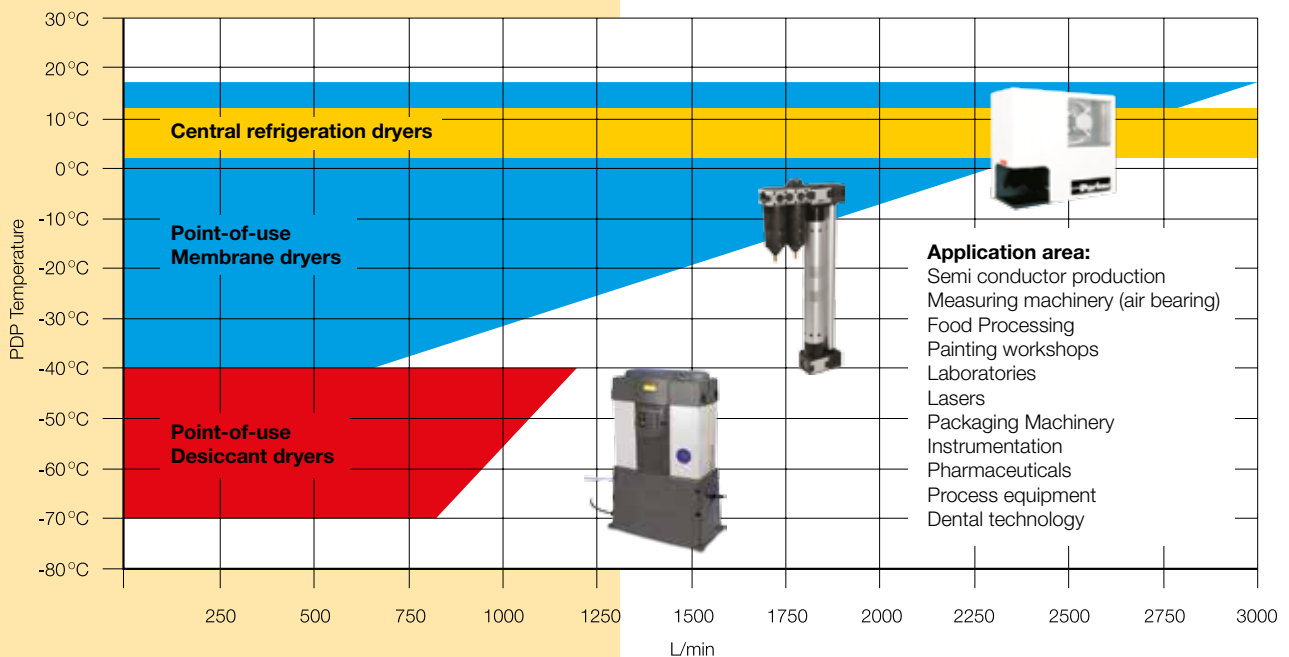 30°C
20°C
10°C
0°C
-10°C
-20°C
-30°C
-40°C
-50°C
-60°C
-70°C
-80°C
PDP Temperature
Central refrigeration dryers
Point-of-use
Membrane dryers
Point-of-use
Desiccant dryers
Application area:
Semi conductor production
Measuring machinery (air bearing)
Food Processing
Painting workshops
Laboratories
Lasers
Packaging Machinery
Instrumentation
Pharmaceuticals
Process equipment
Dental technology
250 500 750 1000 1250 1500 1750 2000 2250 2500 2750 3000
L/min